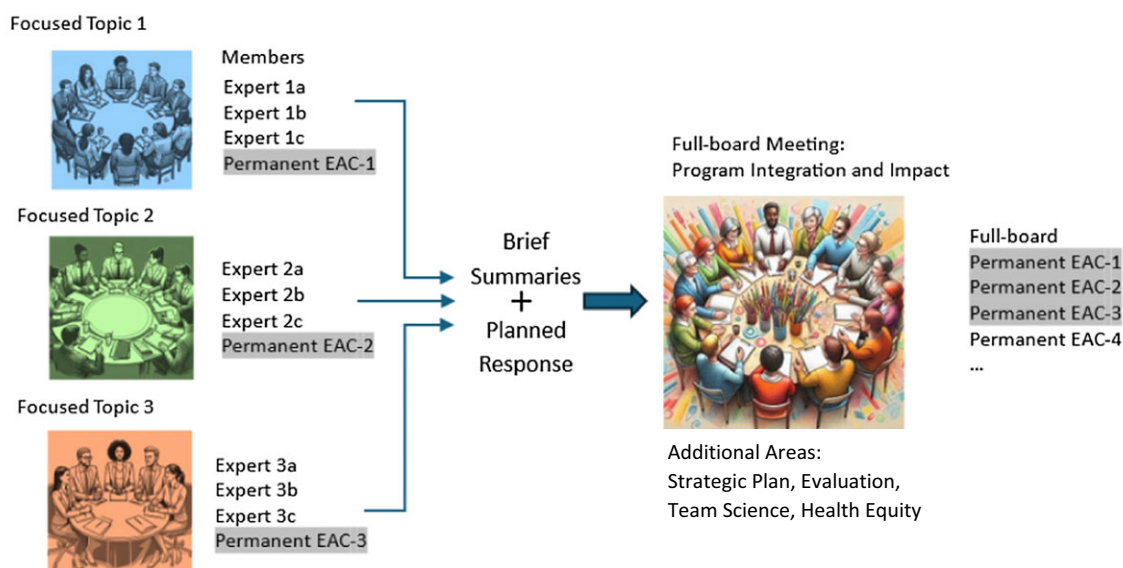 Focused Topic 1
Members
Expert 1a
Expert 1b
Expert 1c
Permanent EAC-1
Focused Topic 2
Expert 2a
Expert 2b
Expert 2c
Permanent EAC-2
Focused Topic 3
Expert 3a
Expert 3b
Expert 3c
Permanent EAC-3
Brief
Summaries
+
Planned
Response
Full-board Meeting:
Program Integration and Impact
Additional Areas:
Strategic Plan, Evaluation,
Team Science, Health Equity
Full-board
Permanent EAC-1
Permanent EAC-2
Permanent EAC-3
Permanent EAC-4
...